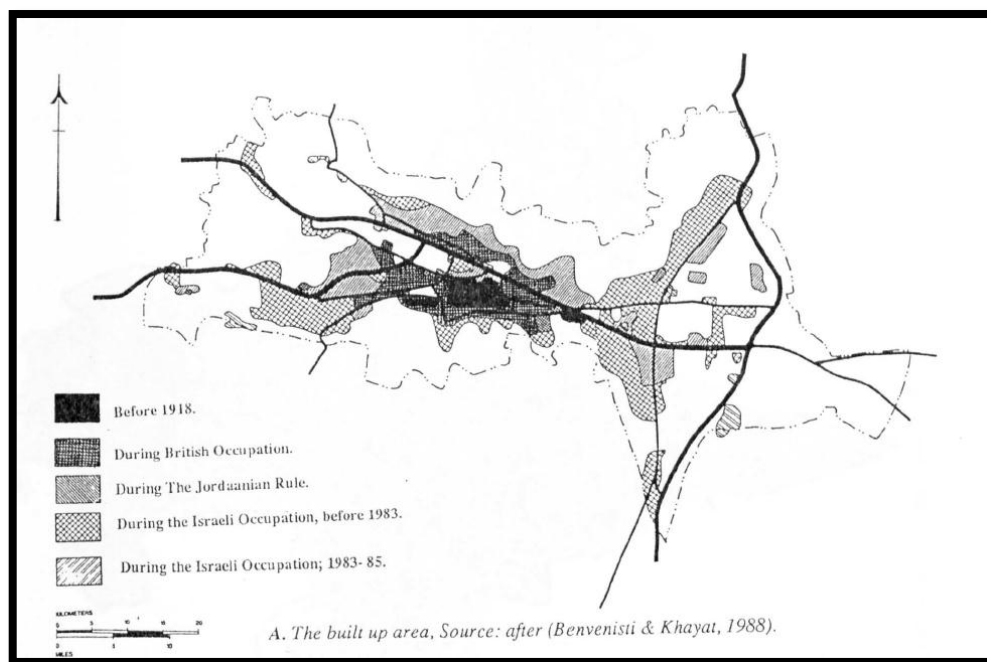 Before 1918.
During British Occupation.
During The Jordaanian Rule.
During the Israeli Occupation, before 1983.
During the Israeli Occupation; 1983-85.
KILOMETERS
MILES
A. The built up area, Source: after (Benvenisti & Khayat, 1988).